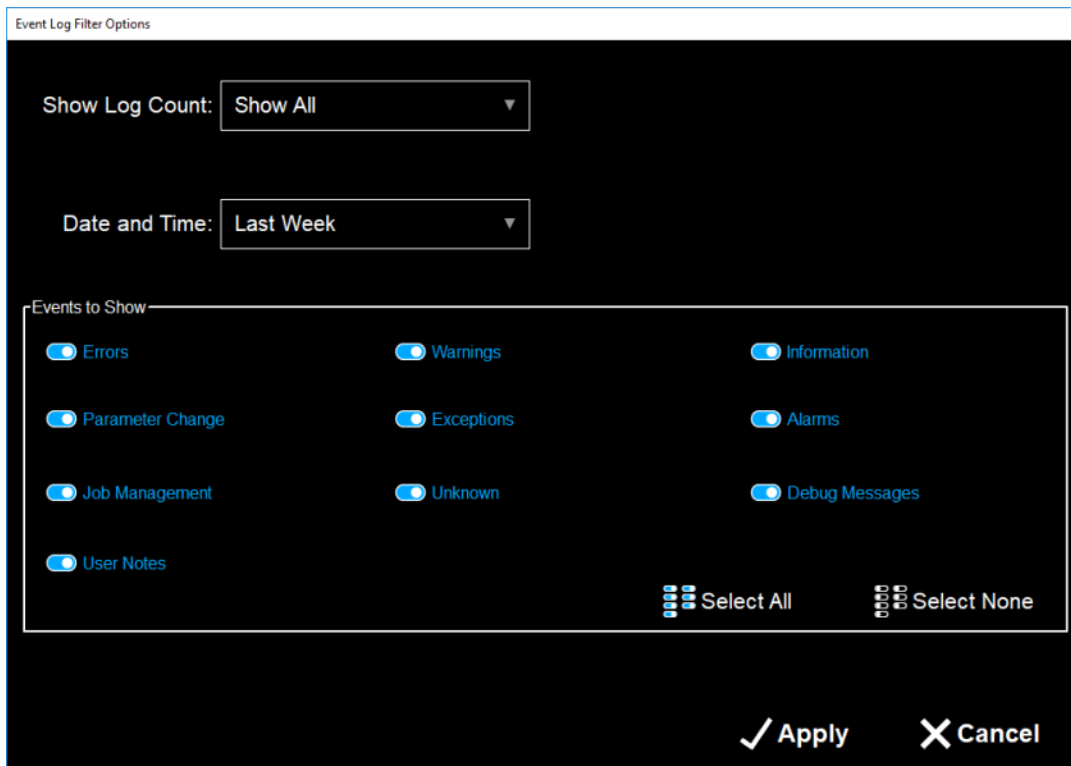 Event Log Filter Options
Show Log Count: Show All
Date and Time: Last Week
Events to Show
Errors Warnings Information
Parameter Change Exceptions Alarms
Job Management Unknown Debug Messages
User Notes
Select All Select None
Apply Cancel